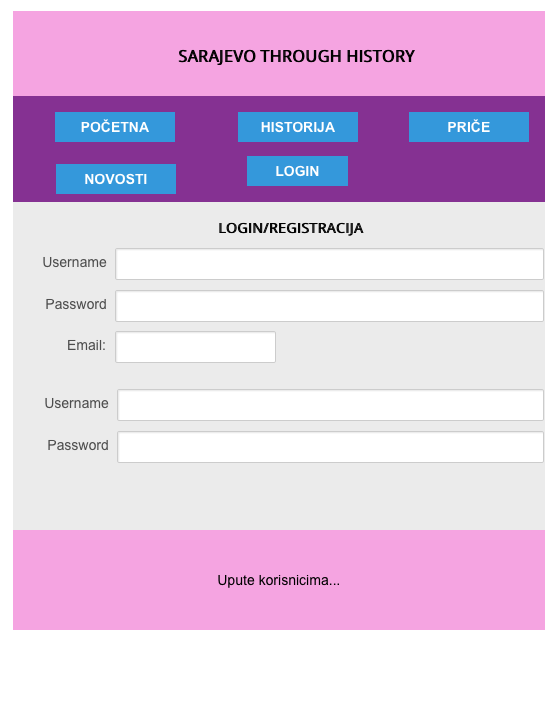 SARAJEVO THROUGH HISTORY
POČETNA
HISTORIJA
PRIČE
NOVOSTI
LOGIN
LOGIN/REGISTRACIJA
Username
Password
Email:
Username
Password
Upute korisnicima...